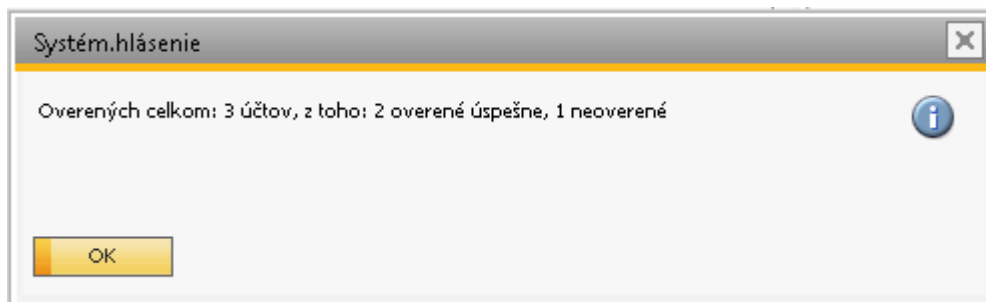 Systém.hlásenie
Overených celkom: 3 účtov, z toho: 2 overené úspešne, 1 neoverené
OK